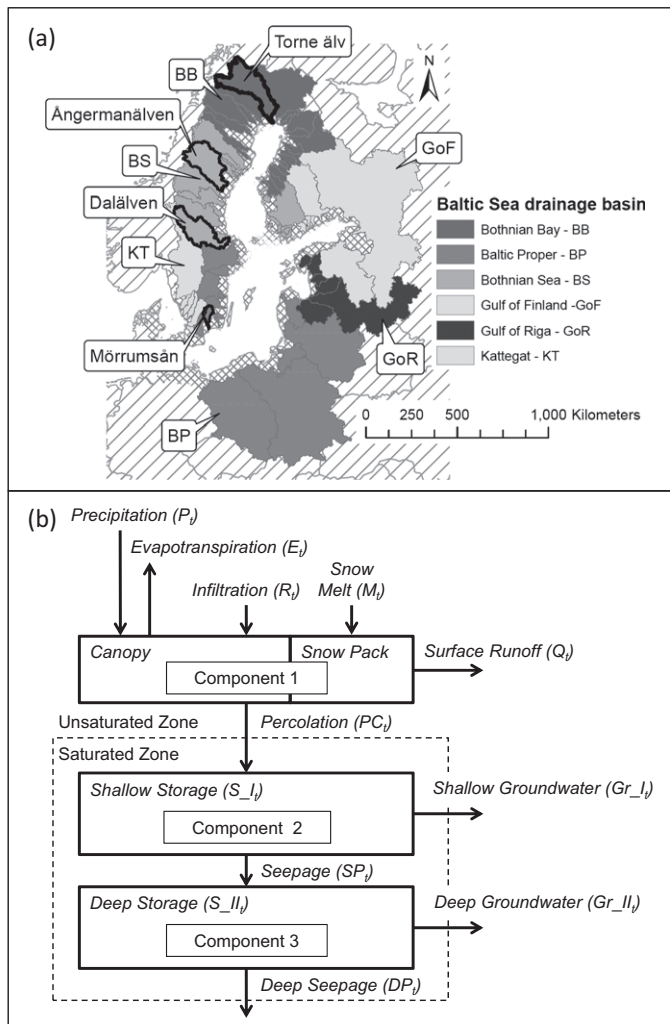 (a)
Torne älv
N
BB
Ångermanälven
GoF
BS
Baltic Sea drainage basin
Bothnian Bay - BB
Dalälven
Baltic Proper - BP
KT
Bothnian Sea - BS
Gulf of Finland -GoF
Gulf of Riga - GoR
Kattegat - KT
Mörrumsån
GoR
0 250 500 1,000 Kilometers
BP
(b)
Precipitation (Pt)
Evapotranspiration (Et)
Snow
Infiltration (Rt)
Melt (Mt)
Canopy
Snow Pack
Surface Runoff (Qt)
Component 1
Unsaturated Zone
Percolation (PCt)
Saturated Zone
Shallow Storage (S_It)
Shallow Groundwater (Gr_It)
Component 2
Seepage (SPt)
Deep Storage (S_IIt)
Deep Groundwater (Gr_IIt)
Component 3
Deep Seepage (DPt)